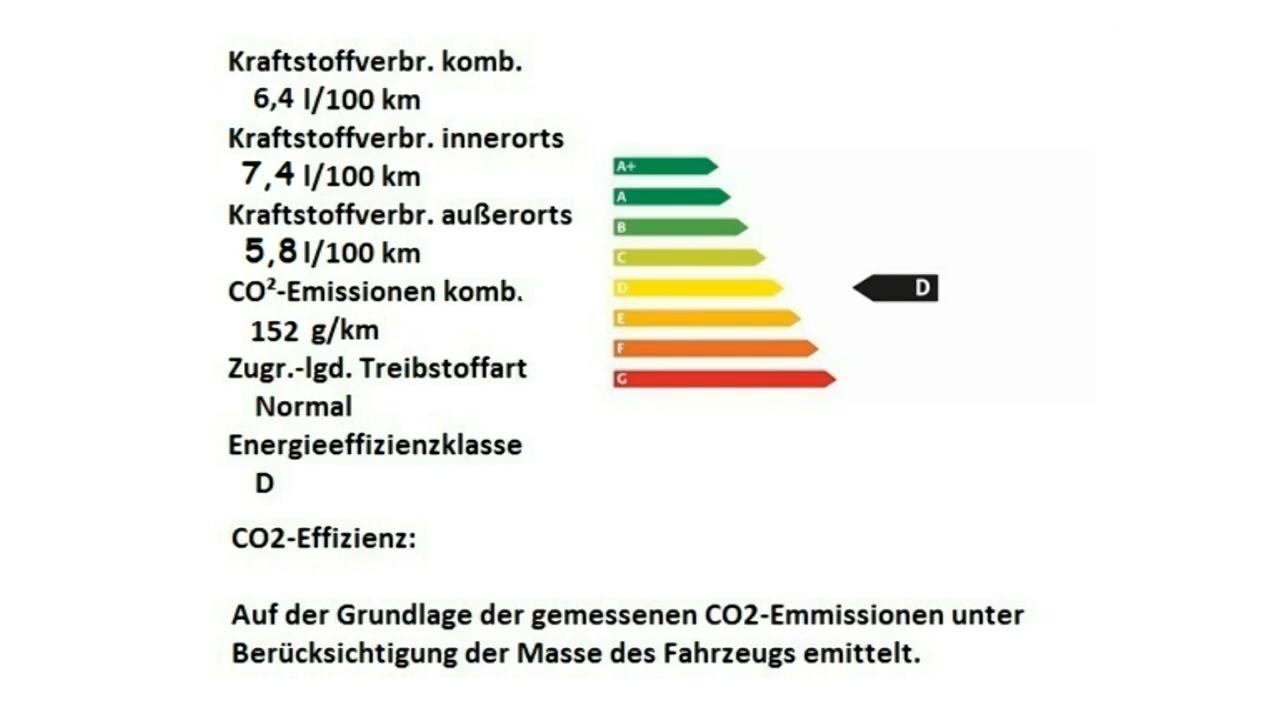 Kraftstoffverbr. komb.
6,4 l/100 km
Kraftstoffverbr. innerorts
7,4 l/100 km
Kraftstoffverbr. außerorts
5,8 l/100 km
CO²-Emissionen komb.
152 g/km
Zugr.-lgd. Treibstoffart
Normal
Energieeffizienzklasse
D
A+
A
B
C
D
D
E
F
G
CO2-Effizienz:
Auf der Grundlage der gemessenen CO2-Emmissionen unter
Berücksichtigung der Masse des Fahrzeugs emittelt.